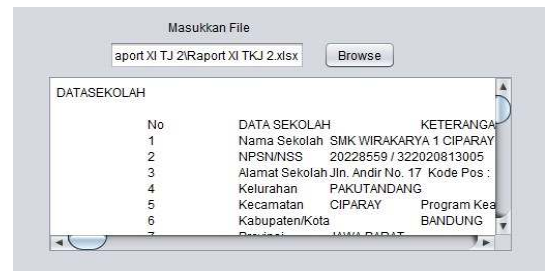 Masukkan File
aport XI TJ 2\Raport XI TKJ 2.xlsx Browse
DATASEKOLAH
No DATA SEKOLAH KETERANGA
1 Nama Sekolah SMK WIRAKARYA 1 CIPARAY
2 NPSN/NSS 20228559 / 322020813005
3 Alamat Sekolah Jln. Andir No. 17 Kode Pos :
4 Kelurahan PAKUTANDANG
5 Kecamatan CIPARAY Program Kea
6 Kabupaten/Kota BANDUNG